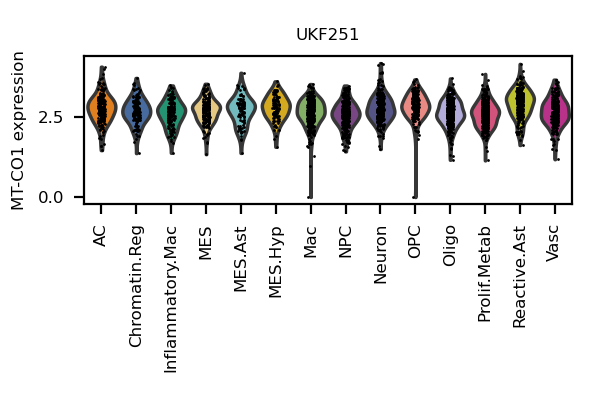 UKF251
MT-CO1 expression
2.5
0.0
AC
Chromatin.Reg
Inflammatory.Mac
MES
MES.Ast
MES.Hyp
Mac
NPC
Neuron
OPC
Oligo
Prolif.Metab
Reactive.Ast
Vasc